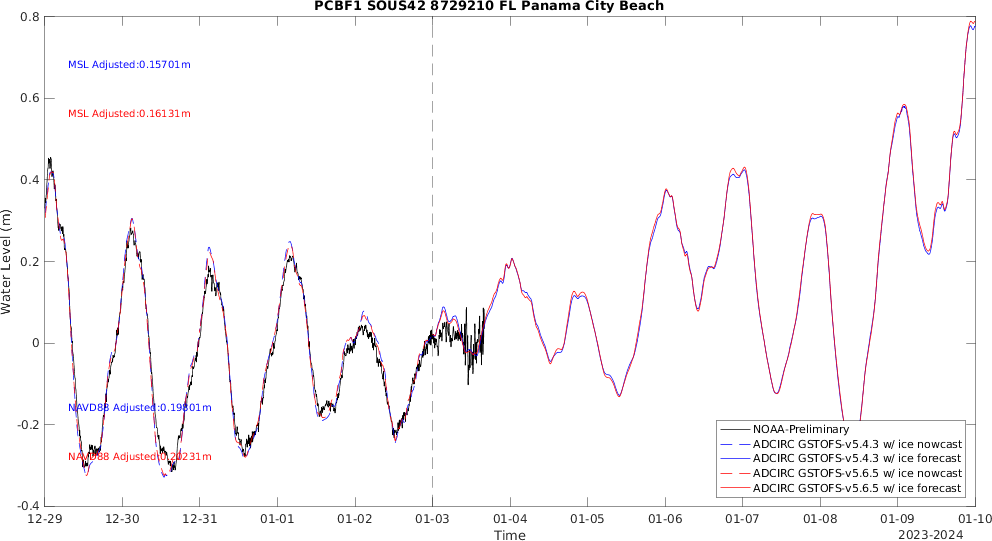 PCBF1 SOUS42 8729210 FL Panama City Beach
0.8
0.6
0.4
0.2
0
-0.2
-0.4
Water Level (m)
MSL Adjusted:0.15701m
MSL Adjusted:0.16131m
NAVD88 Adjusted:0.19801m
NAVD88 Adjusted:0.20231m
NOAA-Preliminary
ADCIRC GSTOFS-v5.4.3 w/ ice nowcast
ADCIRC GSTOFS-v5.4.3 w/ ice forecast
ADCIRC GSTOFS-v5.6.5 w/ ice nowcast
ADCIRC GSTOFS-v5.6.5 w/ ice forecast
12-29 12-30 12-31 01-01 01-02 01-03 01-04 01-05 01-06 01-07 01-08 01-09 01-10
Time
2023-2024